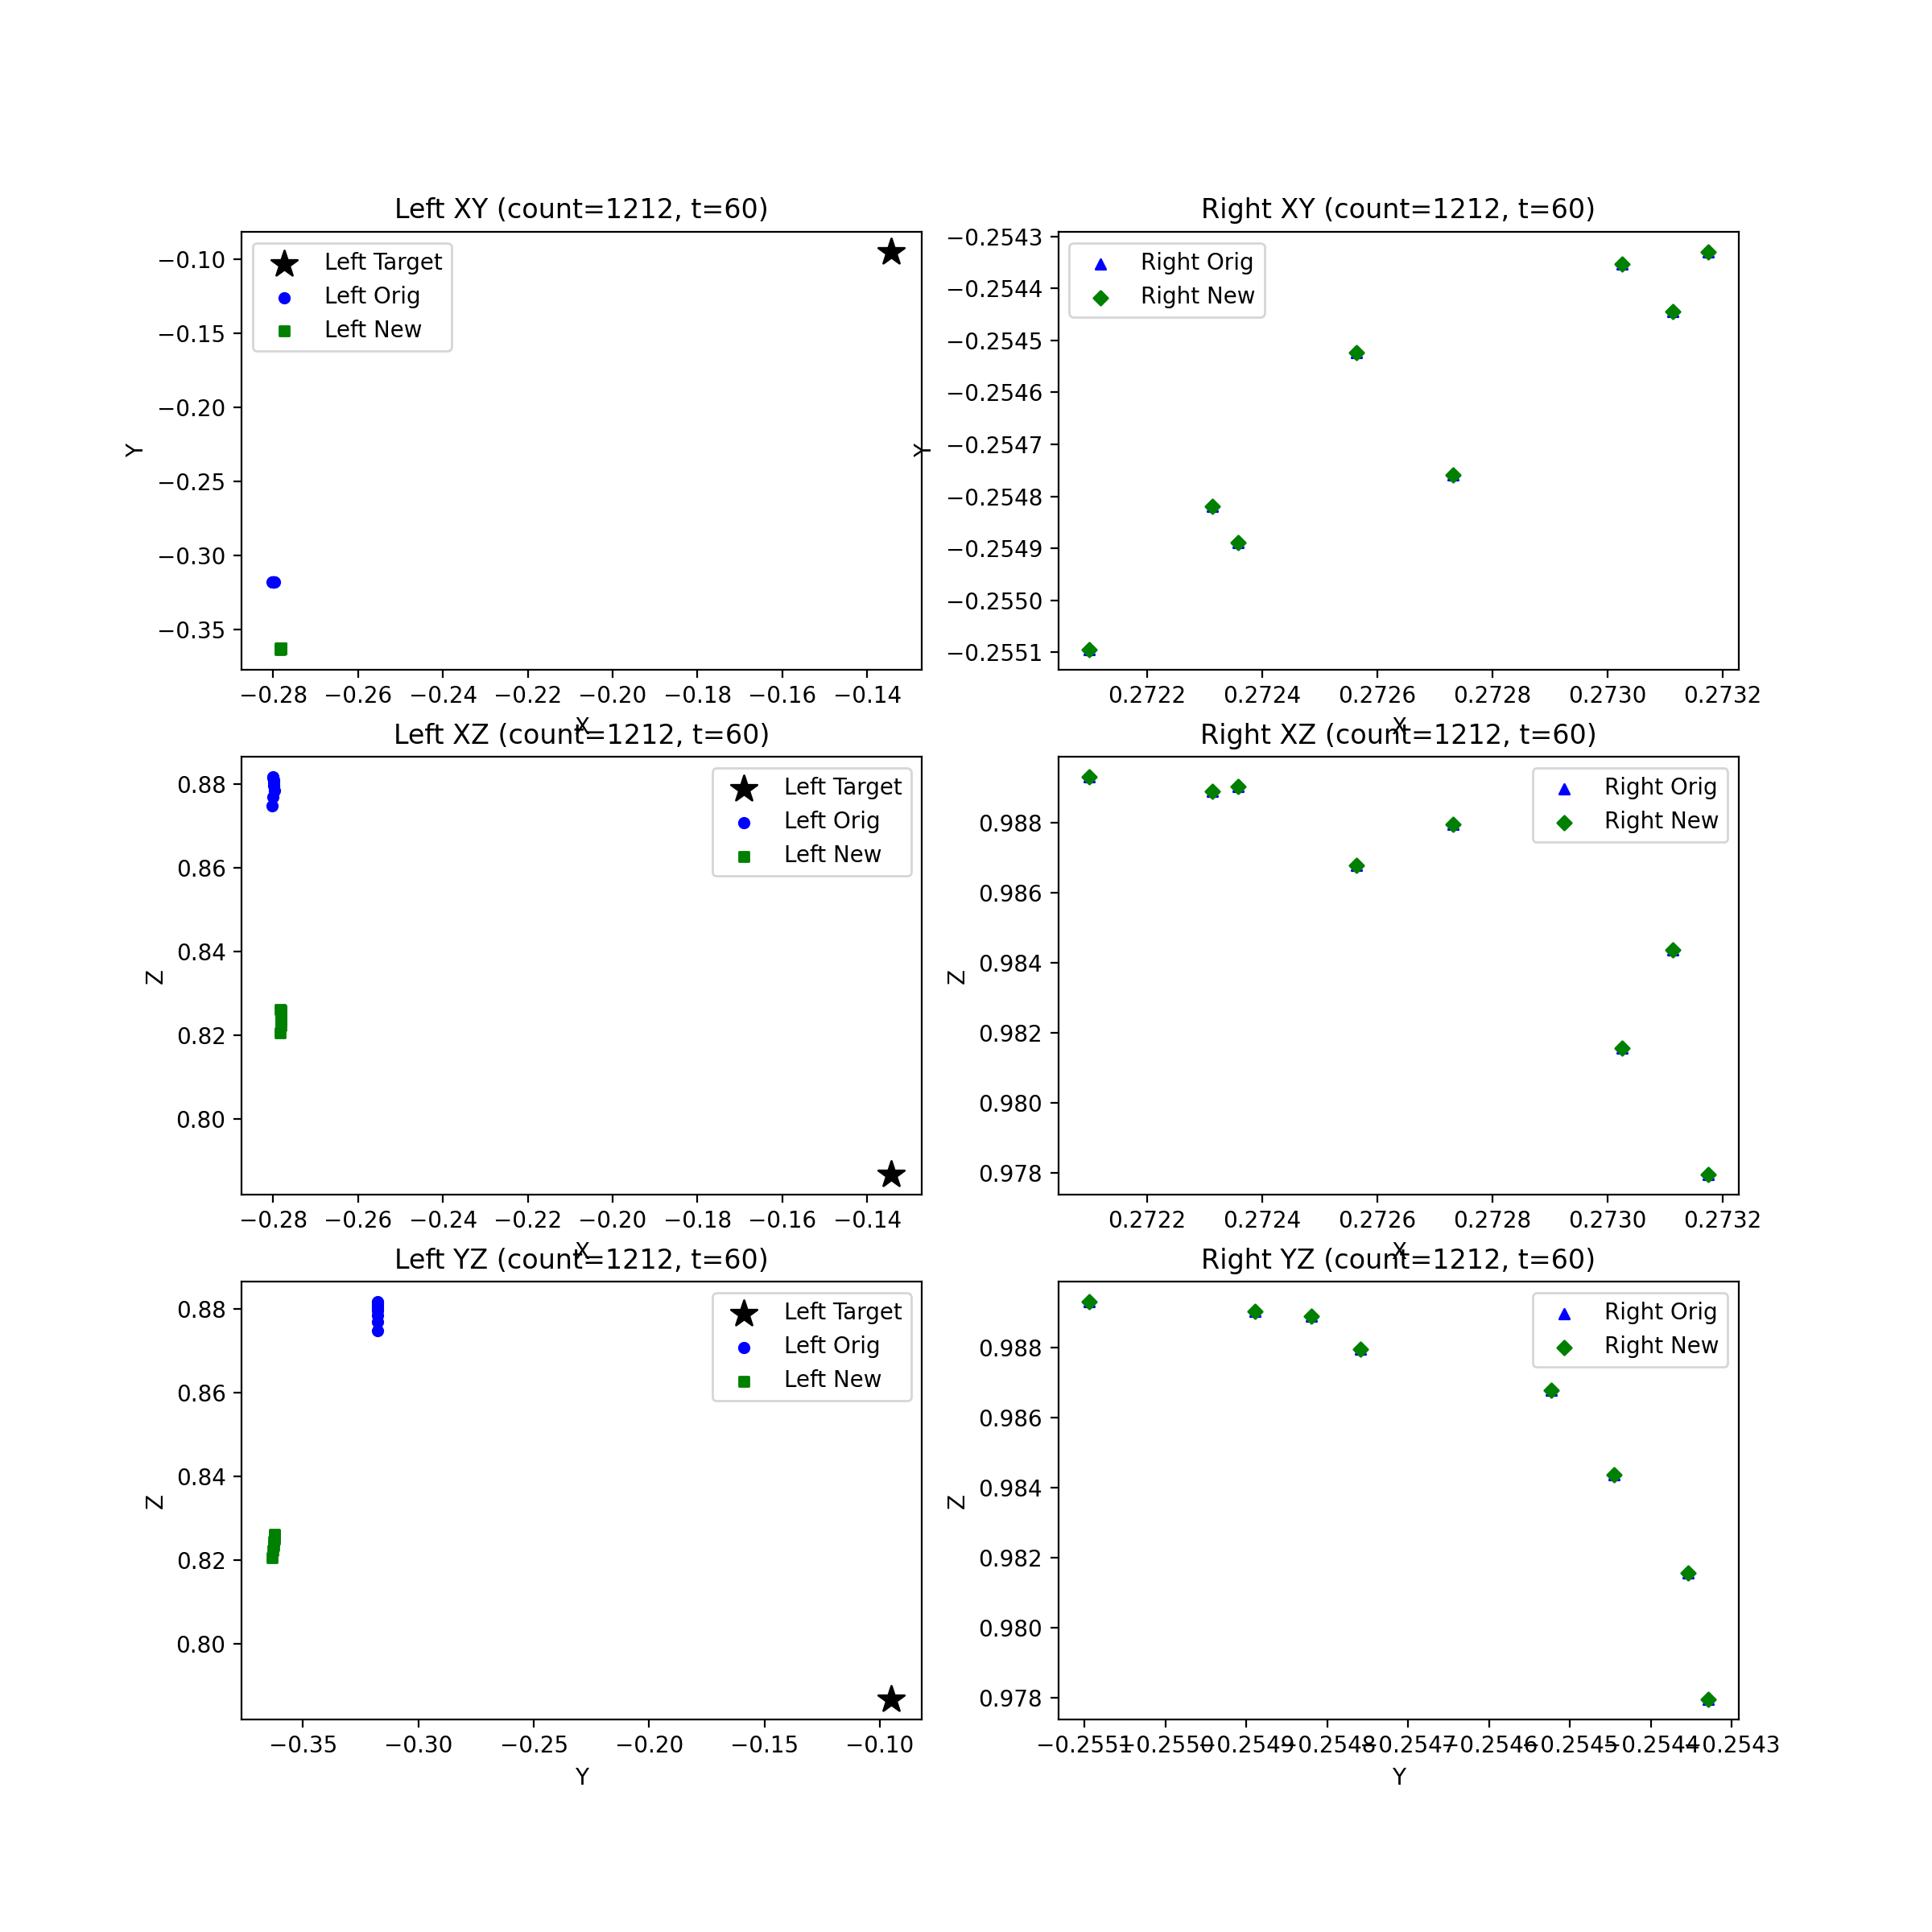 Left XY (count=1212, t=60)
Left Target
Left Orig
Left New
−0.10
−0.15
−0.20
−0.25
−0.30
−0.35
Y
−0.28
−0.26
−0.24
−0.22
−0.20
−0.18
−0.16
−0.14
X
Right XY (count=1212, t=60)
Right Orig
Right New
−0.2543
−0.2544
−0.2545
−0.2546
−0.2547
−0.2548
−0.2549
−0.2550
−0.2551
Y
0.2722
0.2724
0.2726
0.2728
0.2730
0.2732
X
Left XZ (count=1212, t=60)
Left Target
Left Orig
Left New
0.88
0.86
0.84
0.82
0.80
Z
−0.28
−0.26
−0.24
−0.22
−0.20
−0.18
−0.16
−0.14
X
Right XZ (count=1212, t=60)
Right Orig
Right New
0.988
0.986
0.984
0.982
0.980
0.978
Z
0.2722
0.2724
0.2726
0.2728
0.2730
0.2732
X
Left YZ (count=1212, t=60)
Left Target
Left Orig
Left New
0.88
0.86
0.84
0.82
0.80
Z
−0.35
−0.30
−0.25
−0.20
−0.15
−0.10
Y
Right YZ (count=1212, t=60)
Right Orig
Right New
0.988
0.986
0.984
0.982
0.980
0.978
Z
−0.2551
−0.2550
−0.2549
−0.2548
−0.2547
−0.2546
−0.2545
−0.2544
−0.2543
Y